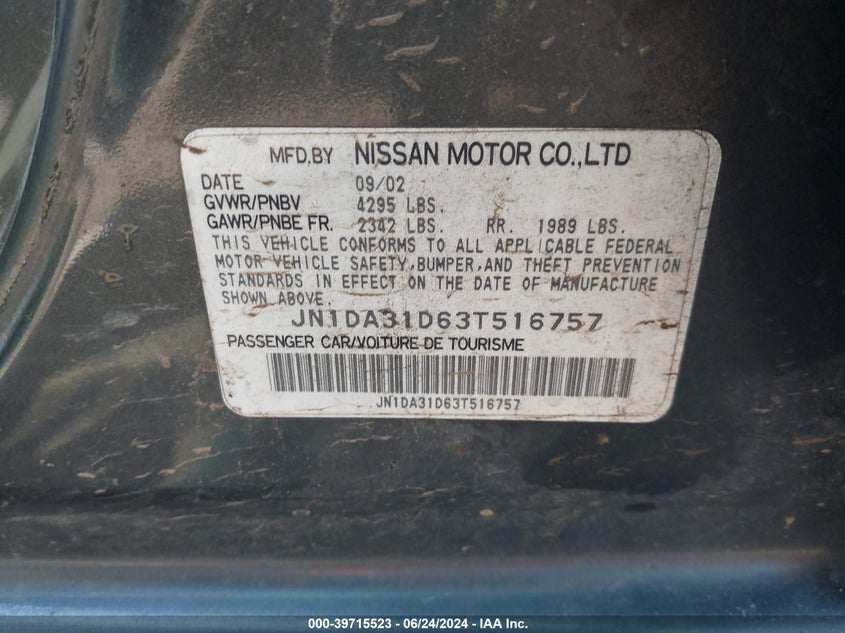 MFD.BY NISSAN MOTOR CO.,LTD
DATE 09/02
GVWR/PNBV 4295 LBS.
GAWR/PNBE FR. 2342 LBS. RR. 1989 LBS.
THIS VEHICLE CONFORMS TO ALL APPLICABLE FEDERAL
MOTOR VEHICLE SAFETY,BUMPER,AND THEFT PREVENTION
STANDARDS IN EFFECT ON THE DATE OF MANUFACTURE
SHOWN ABOVE.
JN1DA31D63T516757
PASSENGER CAR/VOITURE DE TOURISME
JN1DA31D63T516757
000-39715523 - 06/24/2024 - IAA Inc.